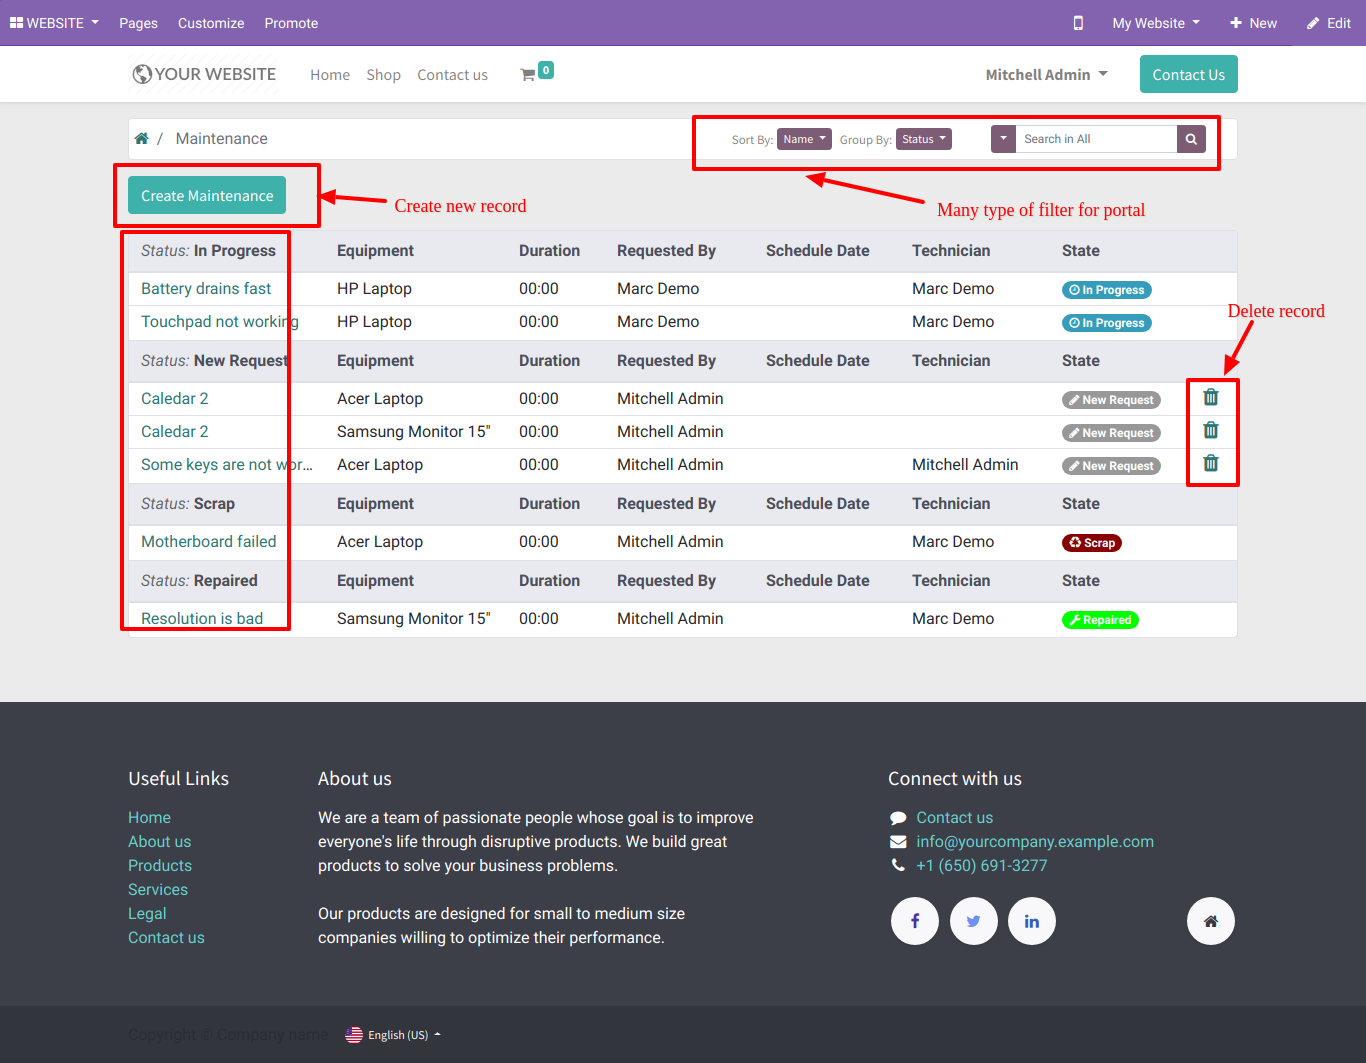 WEBSITE Pages Customize Promote My Website New Edit
YOUR WEBSITE Home Shop Contact us 0 Mitchell Admin Contact Us
/ Maintenance Sort By: Name Group By: Status Search in All
Create Maintenance
Create new record
Many type of filter for portal
Status: In Progress Equipment Duration Requested By Schedule Date Technician State
Battery drains fast HP Laptop 00:00 Marc Demo Marc Demo In Progress
Delete record
Touchpad not working HP Laptop 00:00 Marc Demo Marc Demo In Progress
Status: New Request Equipment Duration Requested By Schedule Date Technician State
Caledar 2 Acer Laptop 00:00 Mitchell Admin New Request
Caledar 2 Samsung Monitor 15" 00:00 Mitchell Admin New Request
Some keys are not wor... Acer Laptop 00:00 Mitchell Admin Mitchell Admin New Request
Status: Scrap Equipment Duration Requested By Schedule Date Technician State
Motherboard failed Acer Laptop 00:00 Mitchell Admin Marc Demo Scrap
Status: Repaired Equipment Duration Requested By Schedule Date Technician State
Resolution is bad Samsung Monitor 15" 00:00 Mitchell Admin Marc Demo Repaired
Useful Links
Home
About us
Products
Services
Legal
Contact us
About us
We are a team of passionate people whose goal is to improve
everyone's life through disruptive products. We build great
products to solve your business problems.
Our products are designed for small to medium size
companies willing to optimize their performance.
Connect with us
Contact us
info@yourcompany.example.com
+1 (650) 691-3277
Copyright © Company name English (US)